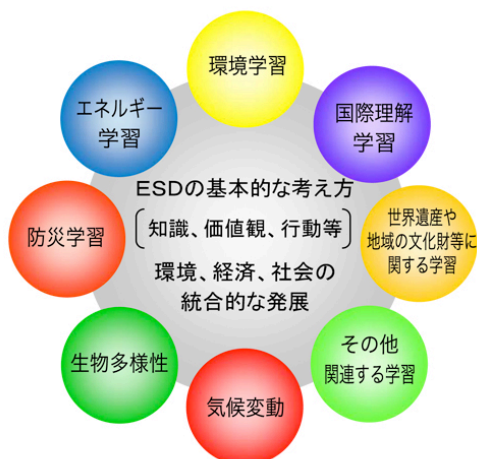 環境学習
エネルギー
学習
国際理解
学習
ESDの基本的な考え方
[知識、価値観、行動等]
環境、経済、社会の
統合的な発展
防災学習
世界遺産や
地域の文化財等に
関する学習
生物多様性
その他
関連する学習
気候変動